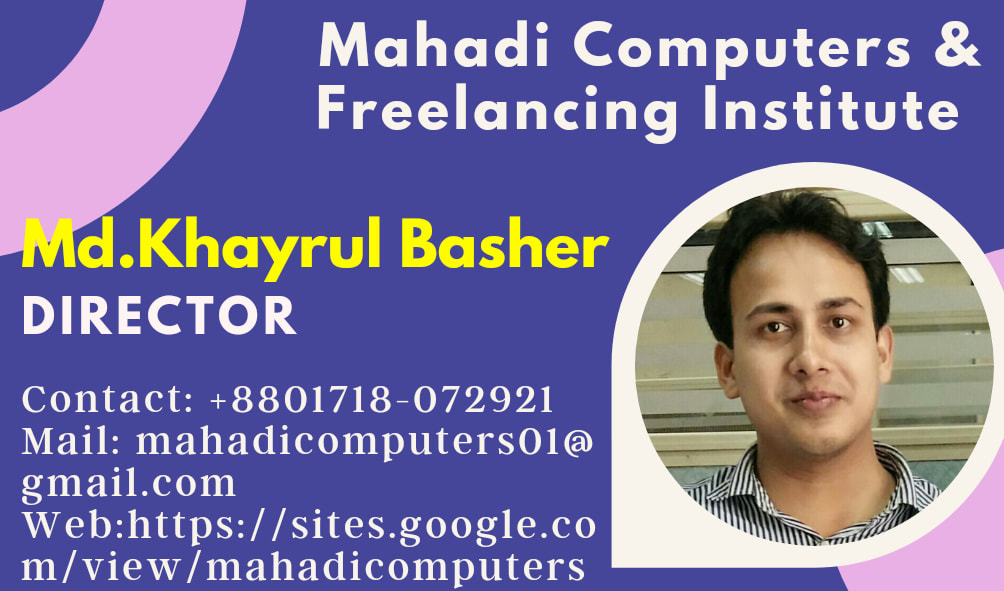 Mahadi Computers &
Freelancing Institute
Md.Khayrul Basher
DIRECTOR
Contact: +8801718-072921
Mail: mahadicomputers01@
gmail.com
Web:https://sites.google.co
m/view/mahadicomputers